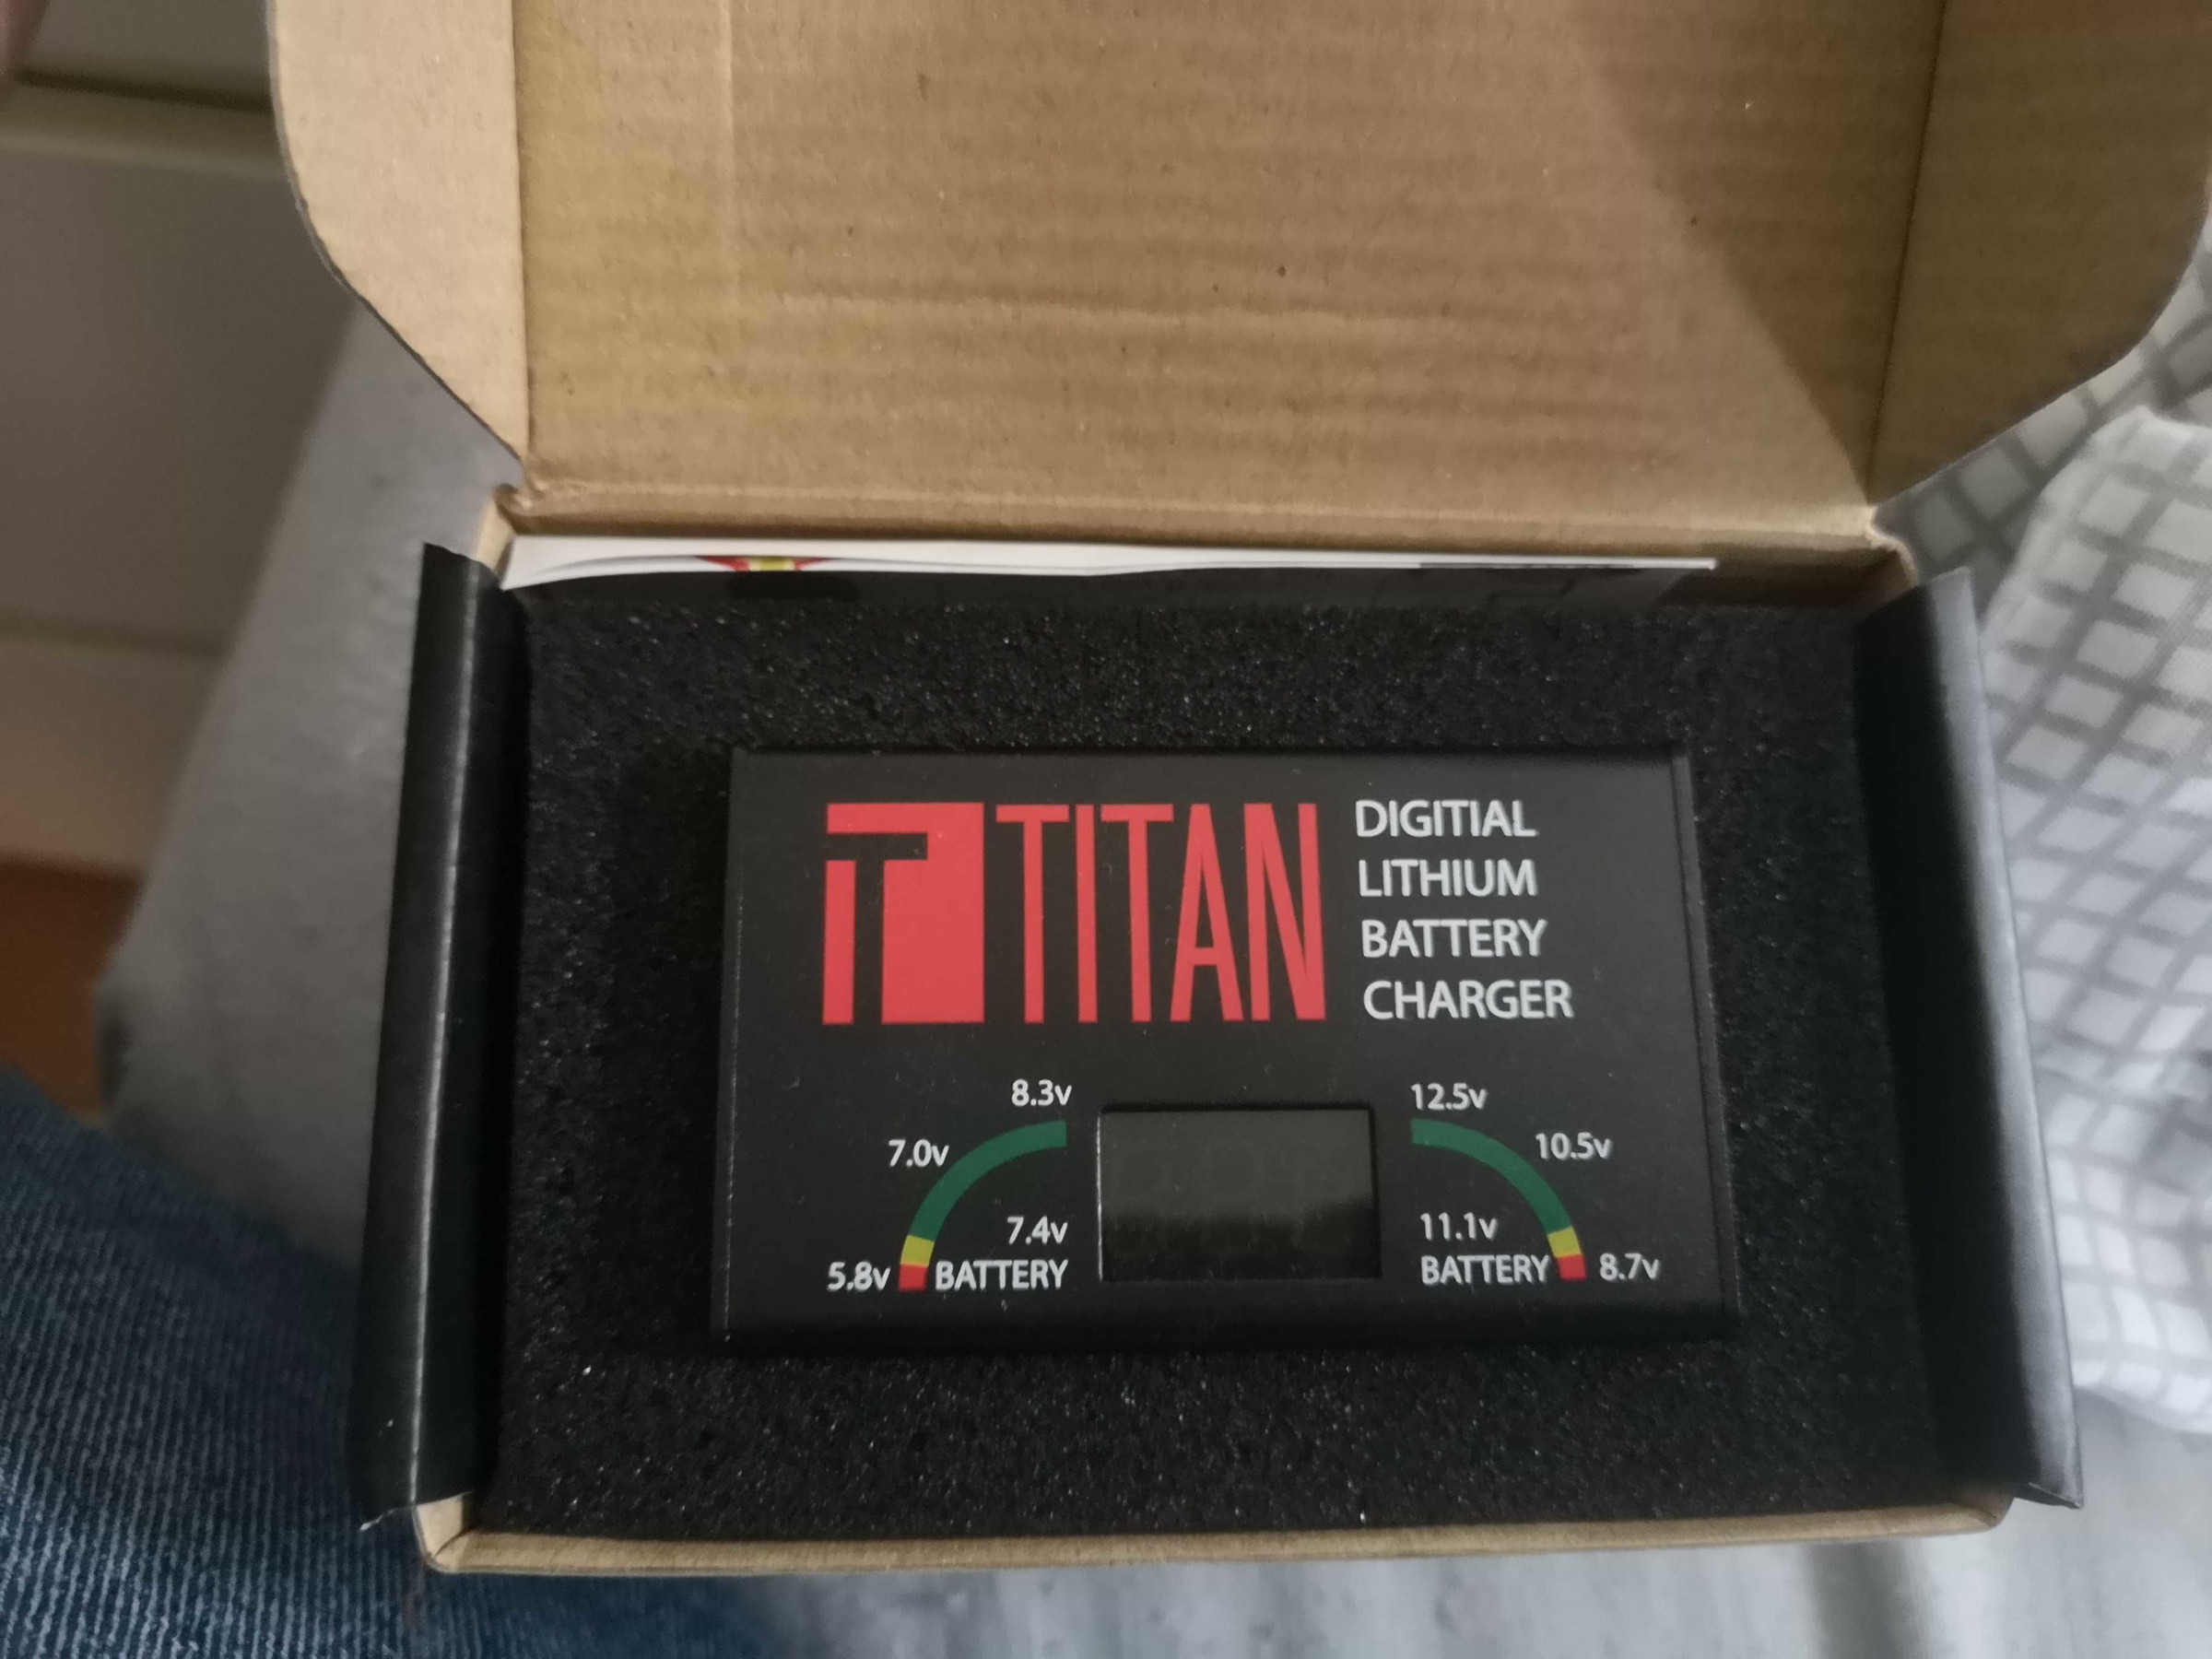 TITAN
DIGITIAL
LITHIUM
BATTERY
CHARGER
8.3v
7.0v
7.4v
5.8v BATTERY
12.5v
10.5v
11.1v
BATTERY 8.7v